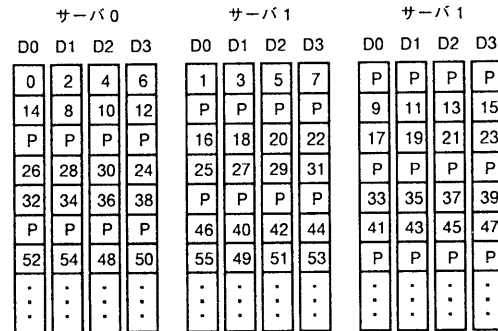 サーバ 0 サーバ 1 サーバ 1
D0 D1 D2 D3 D0 D1 D2 D3 D0 D1 D2 D3
0 2 4 6 1 3 5 7 P P P P
14 8 10 12 P P P P 9 11 13 15
P P P P 16 18 20 22 17 19 21 23
26 28 30 24 25 27 29 31 P P P P
32 34 36 38 P P P P 33 35 37 39
P P P P 46 40 42 44 41 43 45 47
52 54 48 50 55 49 51 53 P P P P
: : : : : : : : : : : :